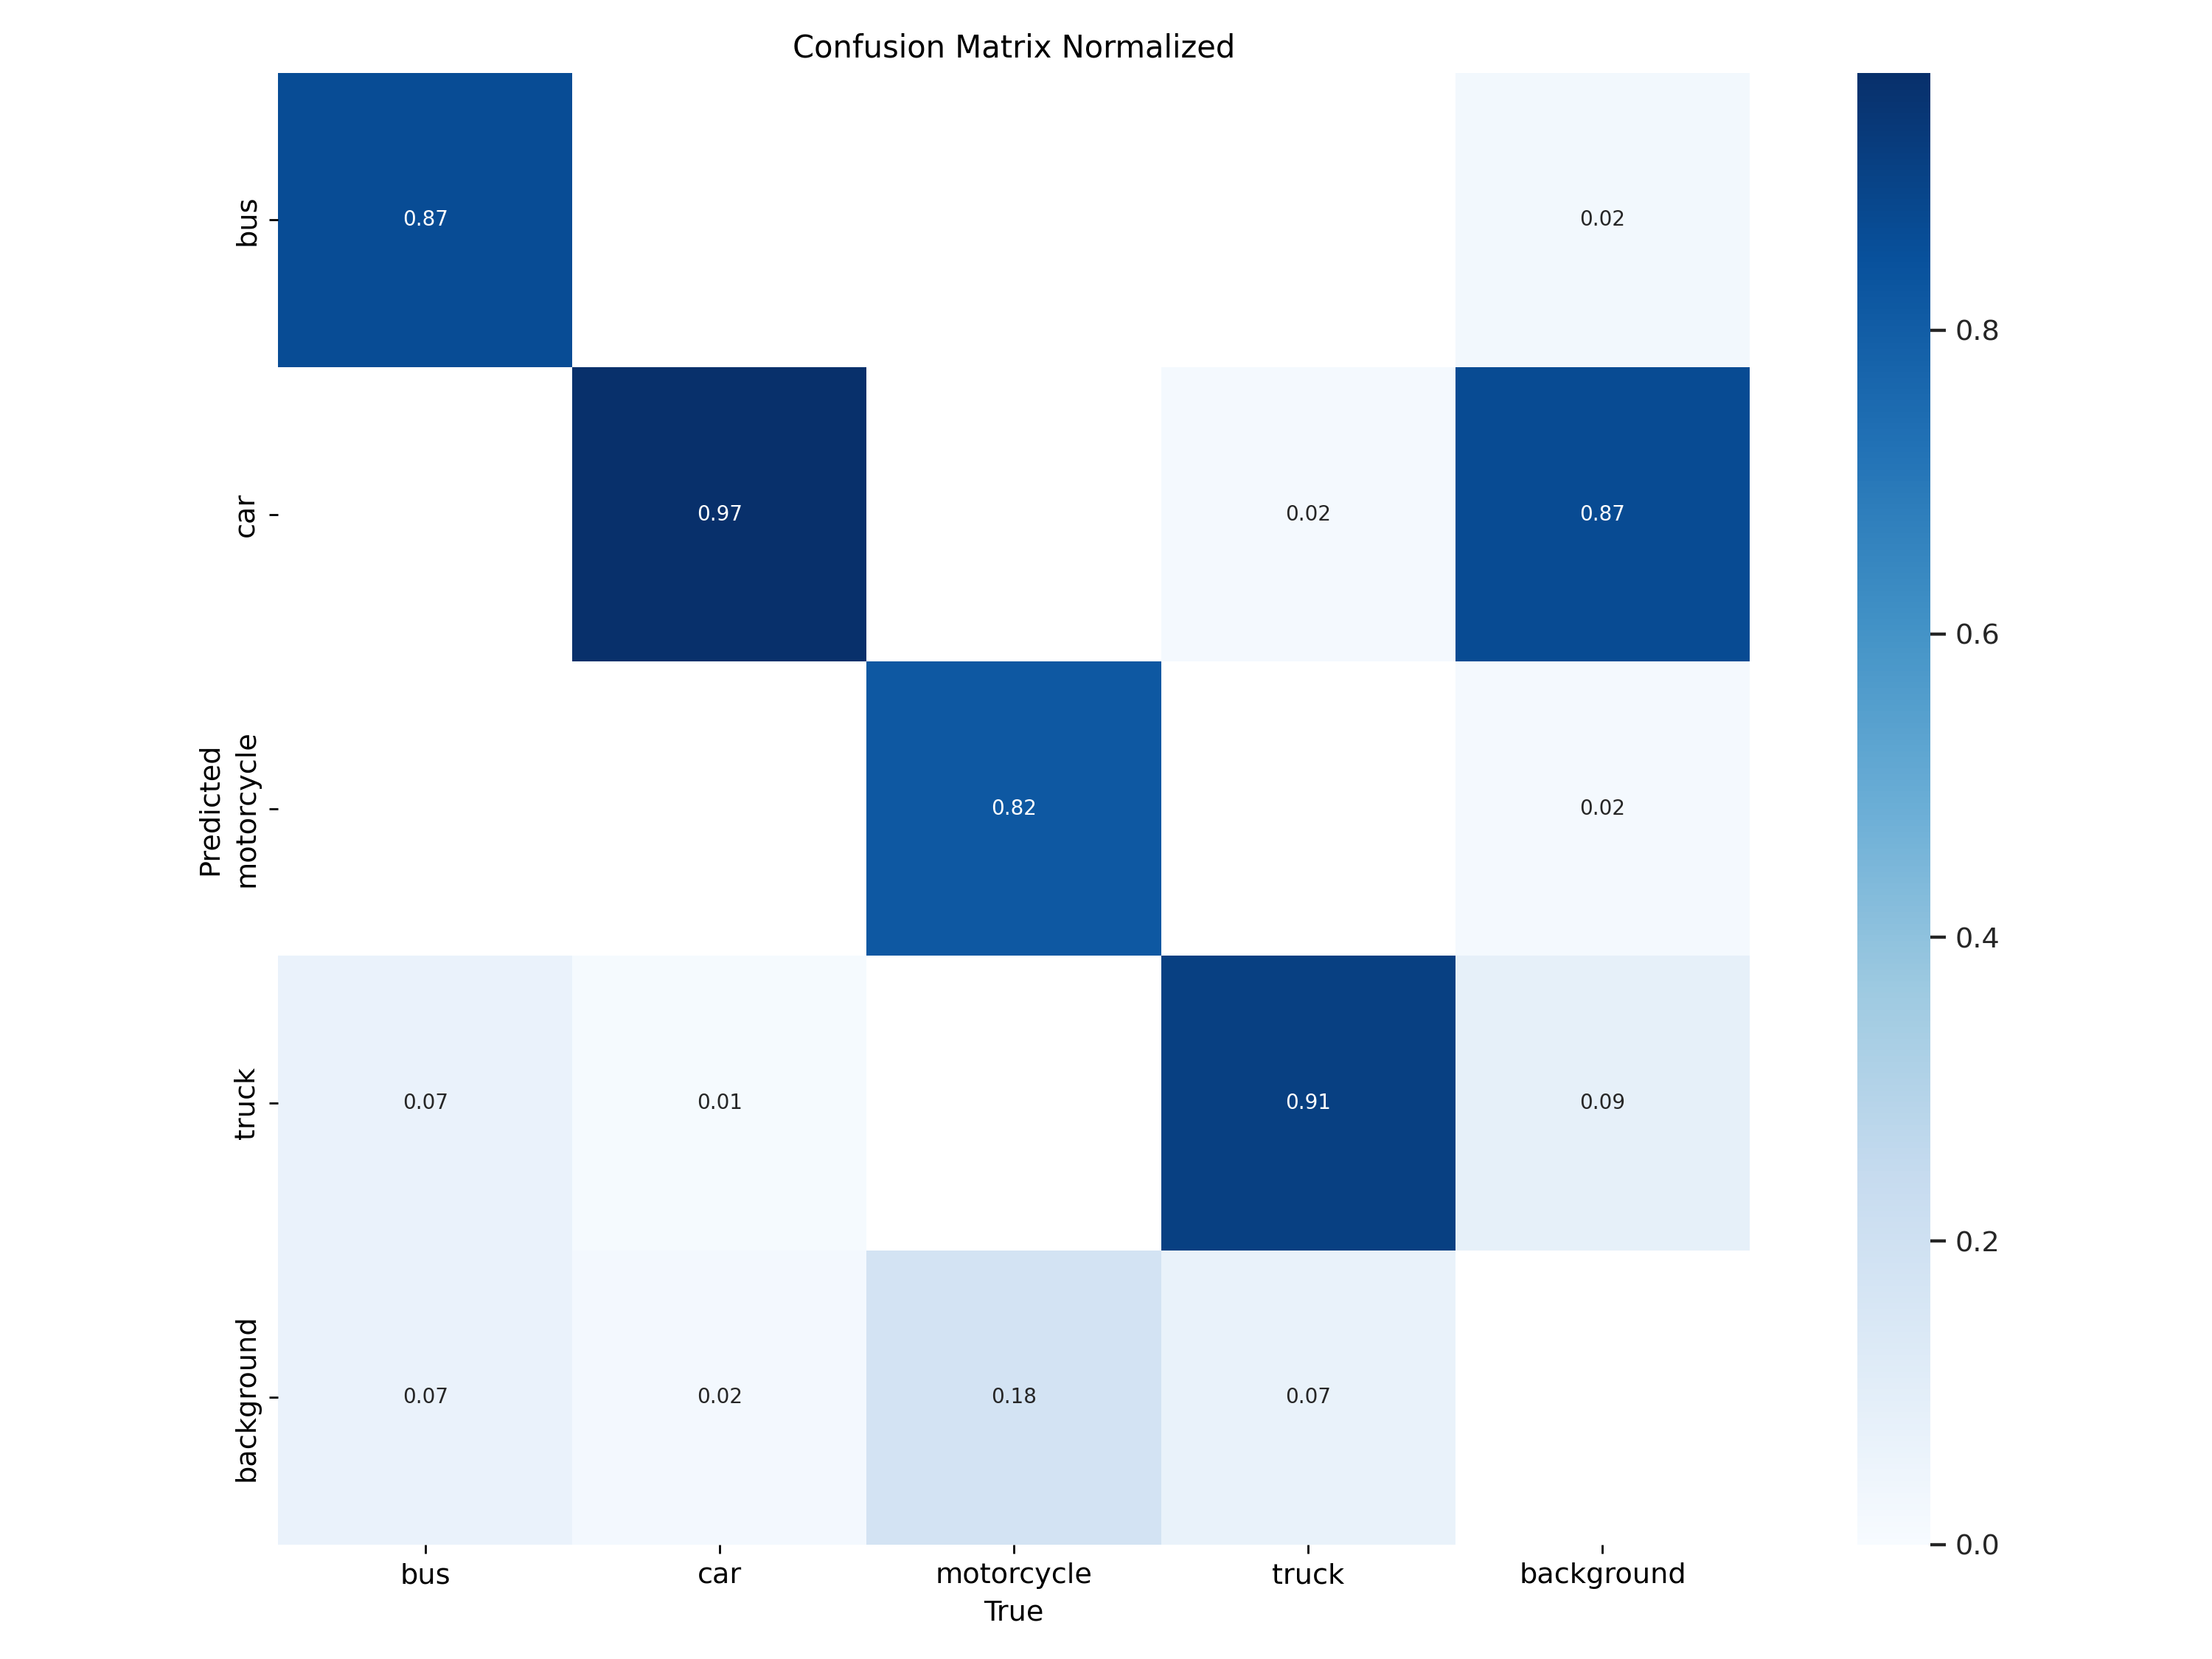 Confusion Matrix Normalized
bus
0.87
0.02
0.8
car
0.97
0.02
0.87
0.6
Predicted
motorcycle
0.82
0.02
0.4
truck
0.07
0.01
0.91
0.09
0.2
background
0.07
0.02
0.18
0.07
0.0
bus
car
motorcycle
truck
background
True